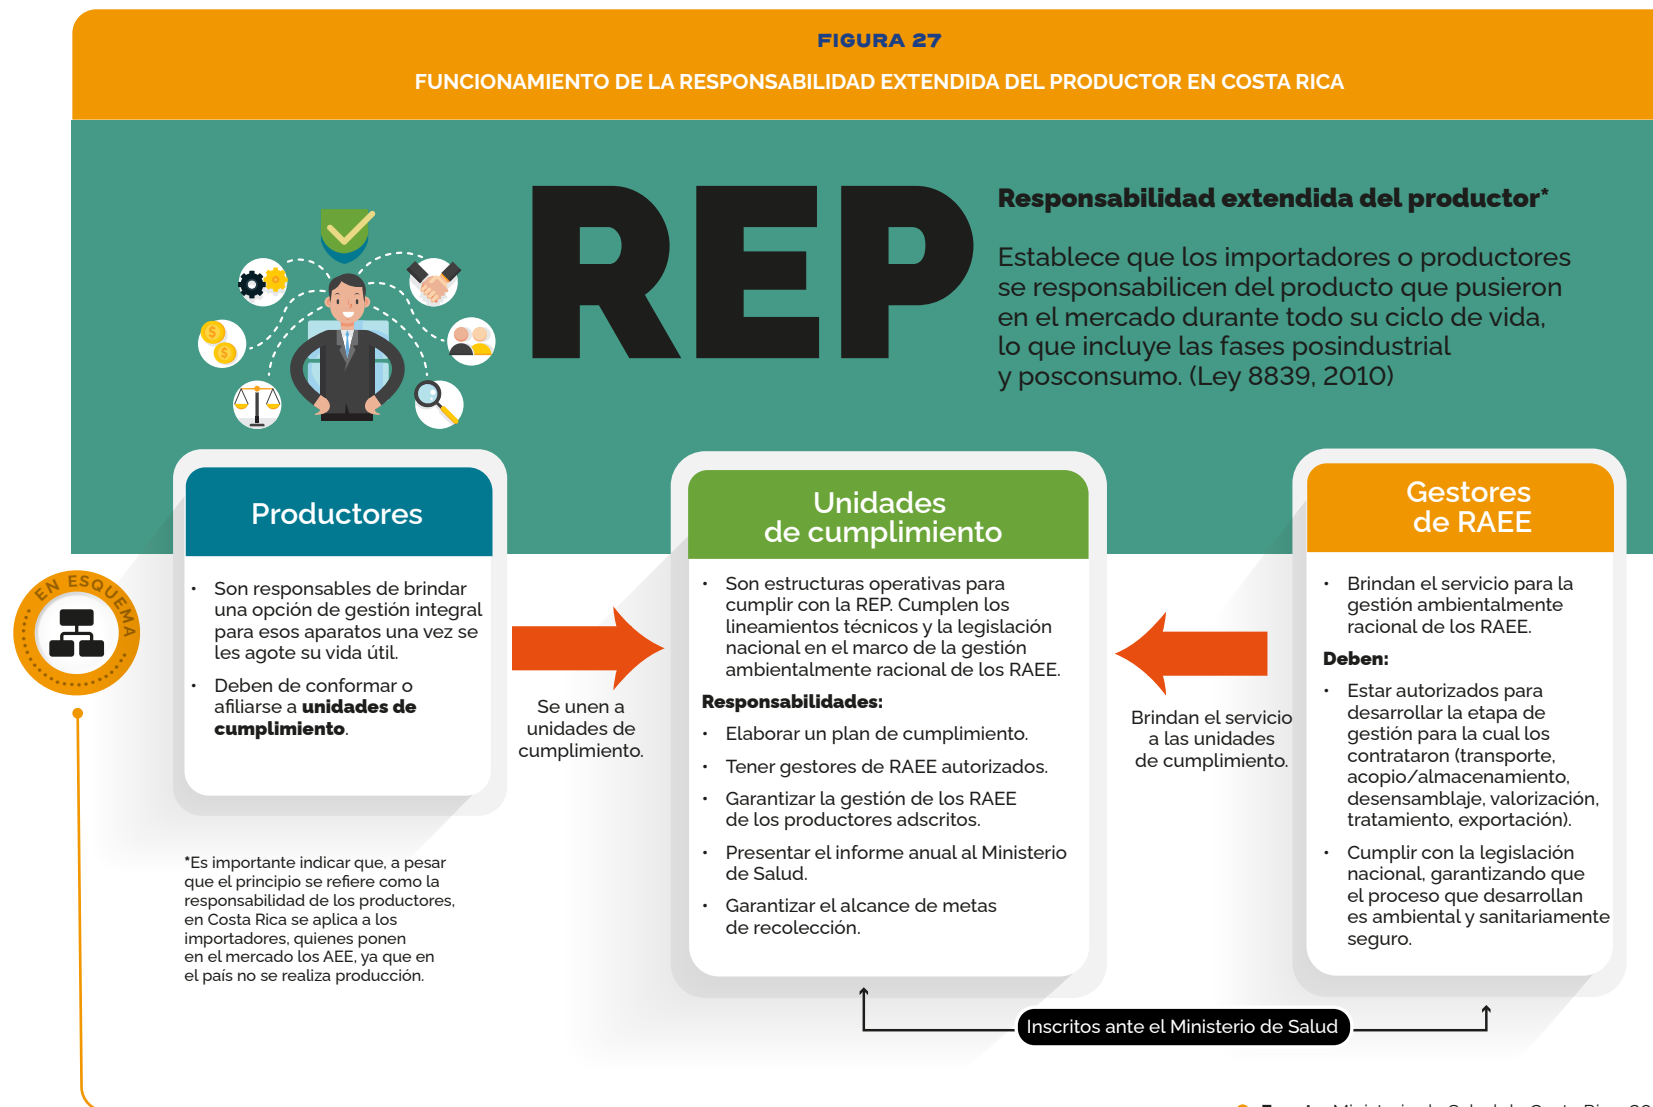 FIGURA 27
FUNCIONAMIENTO DE LA RESPONSABILIDAD EXTENDIDA DEL PRODUCTOR EN COSTA RICA
REP
Responsabilidad extendida del productor*
Establece que los importadores o productores
se responsabilicen del producto que pusieron
en el mercado durante todo su ciclo de vida,
lo que incluye las fases posindustrial
y posconsumo. (Ley 8839, 2010)
EN ESQUEMA
Productores
• Son responsables de brindar
una opción de gestión integral
para esos aparatos una vez se
les agote su vida útil.
• Deben de conformar o
afiliarse a unidades de
cumplimiento.
Se unen a
unidades de
cumplimiento.
Unidades
de cumplimiento
• Son estructuras operativas para
cumplir con la REP. Cumplen los
lineamientos técnicos y la legislación
nacional en el marco de la gestión
ambientalmente racional de los RAEE.
Responsabilidades:
• Elaborar un plan de cumplimiento.
• Tener gestores de RAEE autorizados.
• Garantizar la gestión de los RAEE
de los productores adscritos.
• Presentar el informe anual al Ministerio
de Salud.
• Garantizar el alcance de metas
de recolección.
Brindan el servicio
a las unidades
de cumplimiento.
Gestores
de RAEE
• Brindan el servicio para la
gestión ambientalmente
racional de los RAEE.
Deben:
• Estar autorizados para
desarrollar la etapa de
gestión para la cual los
contrataron (transporte,
acopio/almacenamiento,
desensamblaje, valorización,
tratamiento, exportación).
• Cumplir con la legislación
nacional, garantizando que
el proceso que desarrollan
es ambiental y sanitariamente
seguro.
*Es importante indicar que, a pesar
que el principio se refiere como la
responsabilidad de los productores,
en Costa Rica se aplica a los
importadores, quienes ponen
en el mercado los AEE, ya que en
el país no se realiza producción.
Inscritos ante el Ministerio de Salud